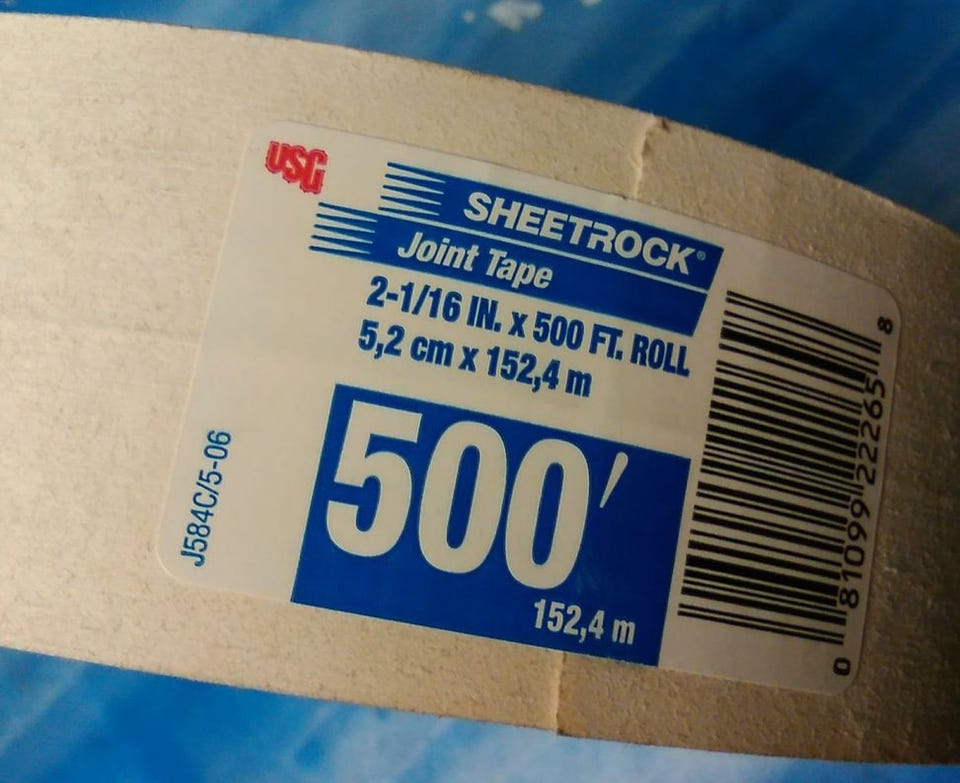 USG
SHEETROCK®
Joint Tape
2-1/16 IN. x 500 FT. ROLL
5,2 cm x 152,4 m
500'
152,4 m
J584C/5-06
0 81099 22265 8